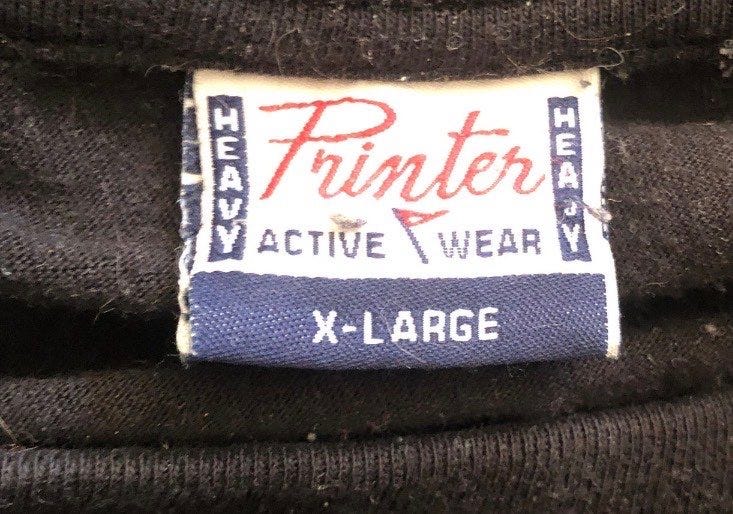 Printer
HEAVY
HEAVY
ACTIVE WEAR
X-LARGE